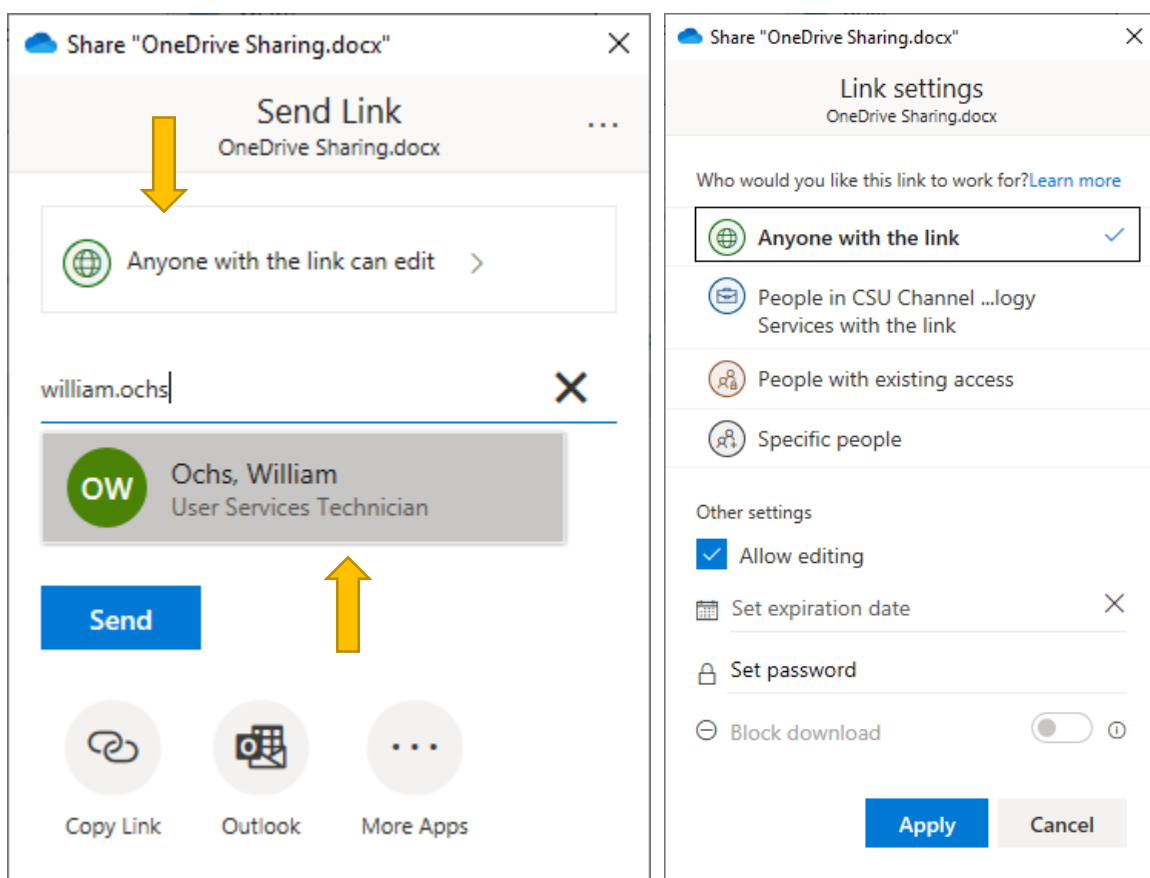 Share "OneDrive Sharing.docx"
Send Link
OneDrive Sharing.docx
Anyone with the link can edit
william.ochs
OW
Ochs, William
User Services Technician
Send
Copy Link
Outlook
More Apps
Share "OneDrive Sharing.docx"
Link settings
OneDrive Sharing.docx
Who would you like this link to work for?Learn more
Anyone with the link
People in CSU Channel ...logy
Services with the link
People with existing access
Specific people
Other settings
Allow editing
Set expiration date
Set password
Block download
Apply
Cancel